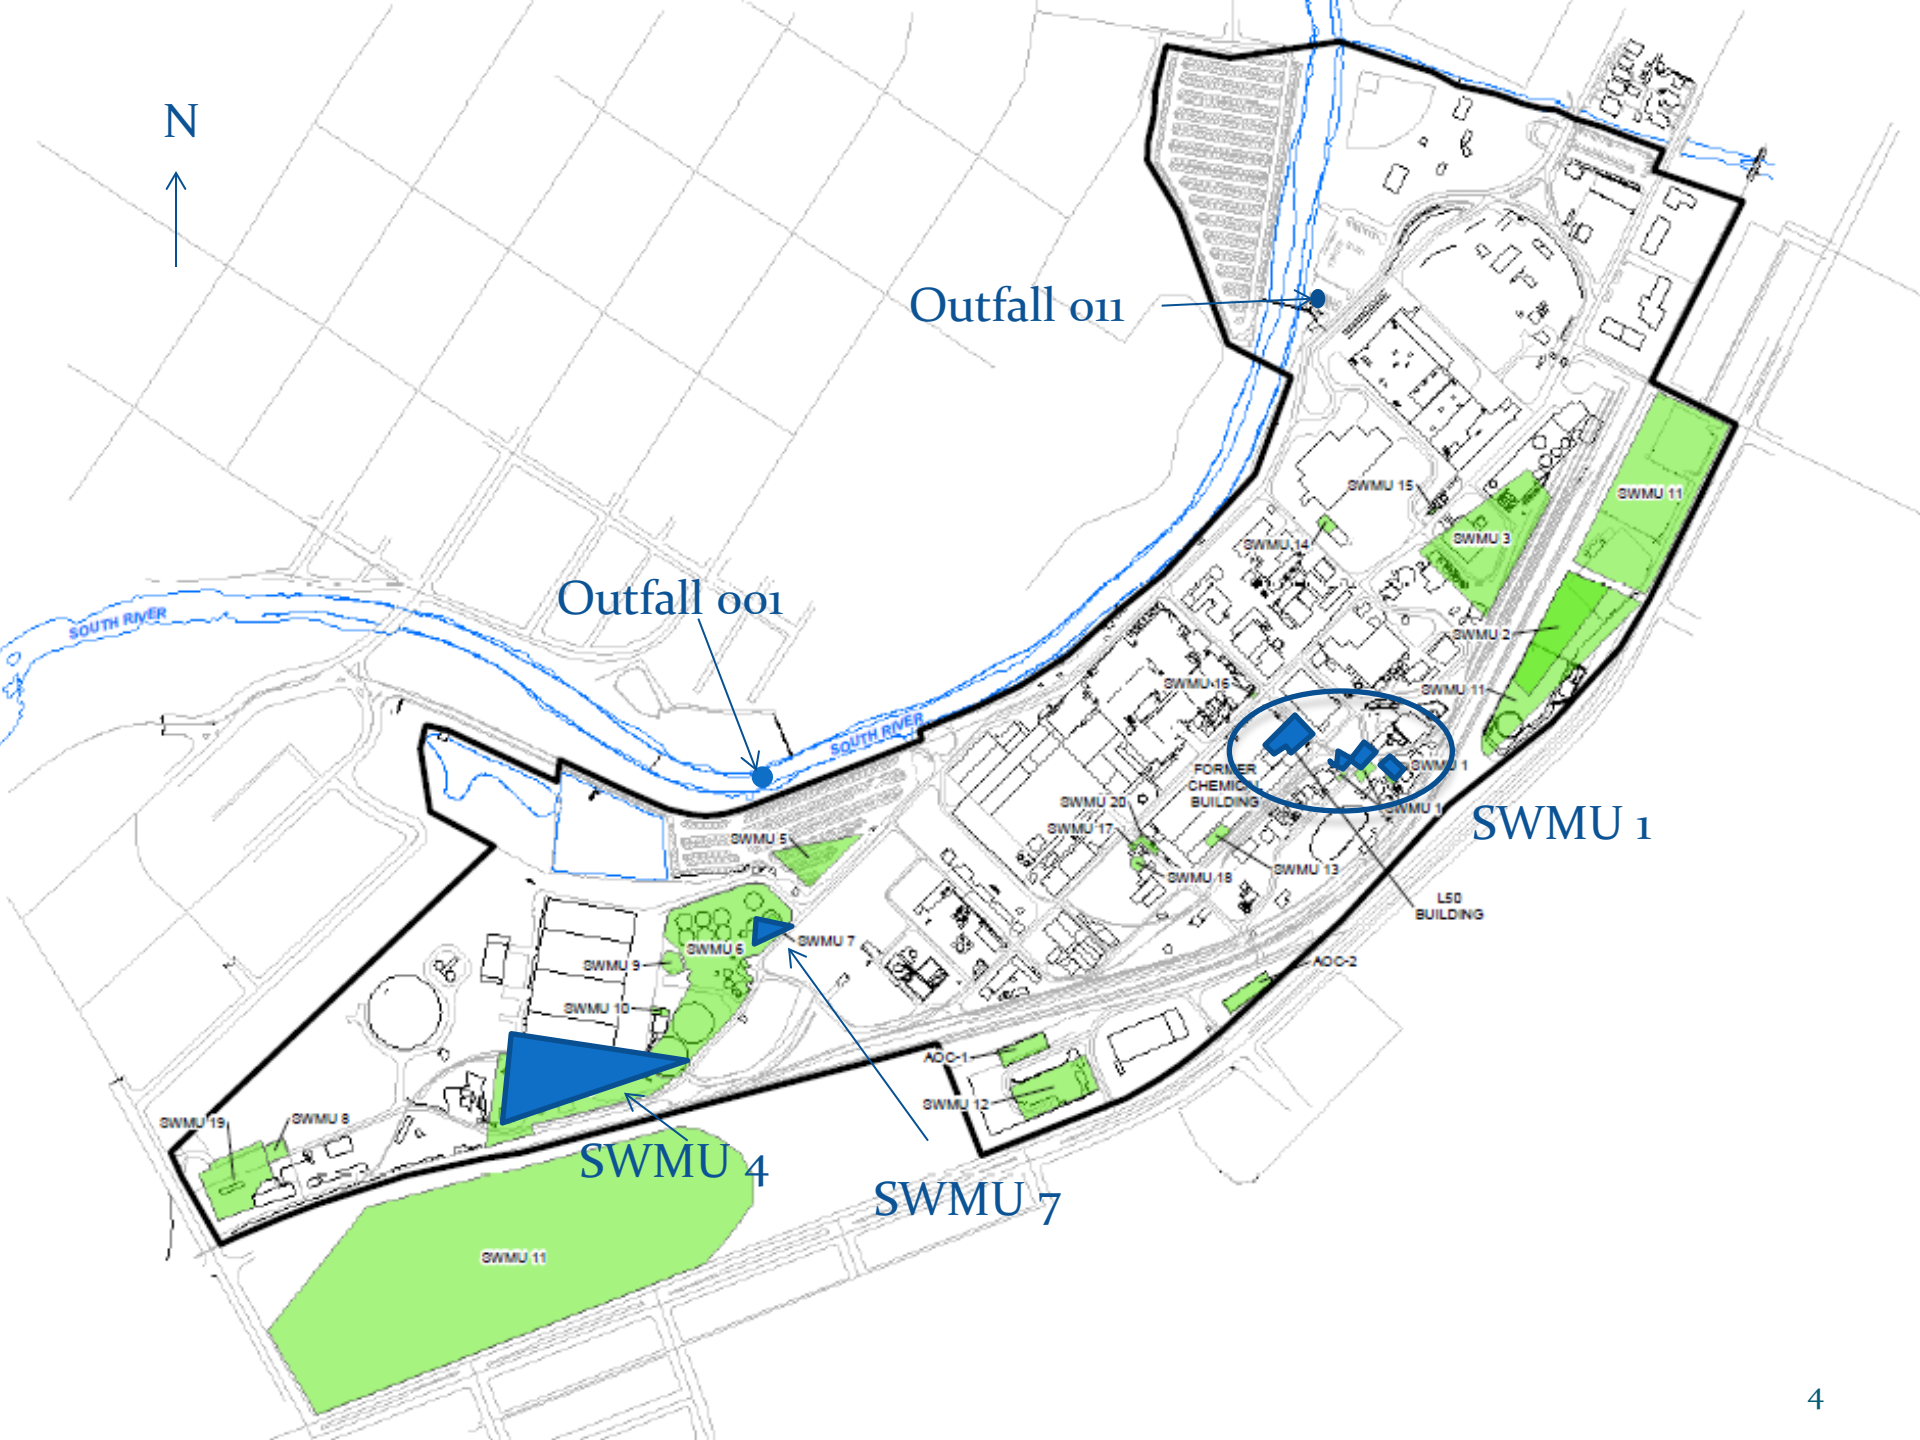 N
Outfall 011
SWMU 11
SWMU 15
SWMU 3
SWMU 14
Outfall 001
SOUTH RIVER
SWMU 2
SWMU 16
SWMU 11
SOUTH RIVER
FORMER
CHEMICAL
BUILDING
SWMU 1
SWMU 1
SWMU 1
SWMU 20
SWMU 17
SWMU 5
SWMU 18
SWMU 13
L50
BUILDING
SWMU 6
SWMU 7
SWMU 9
AOC-2
SWMU 10
AOC-1
SWMU 12
SWMU 19
SWMU 8
SWMU 4
SWMU 7
SWMU 11
4